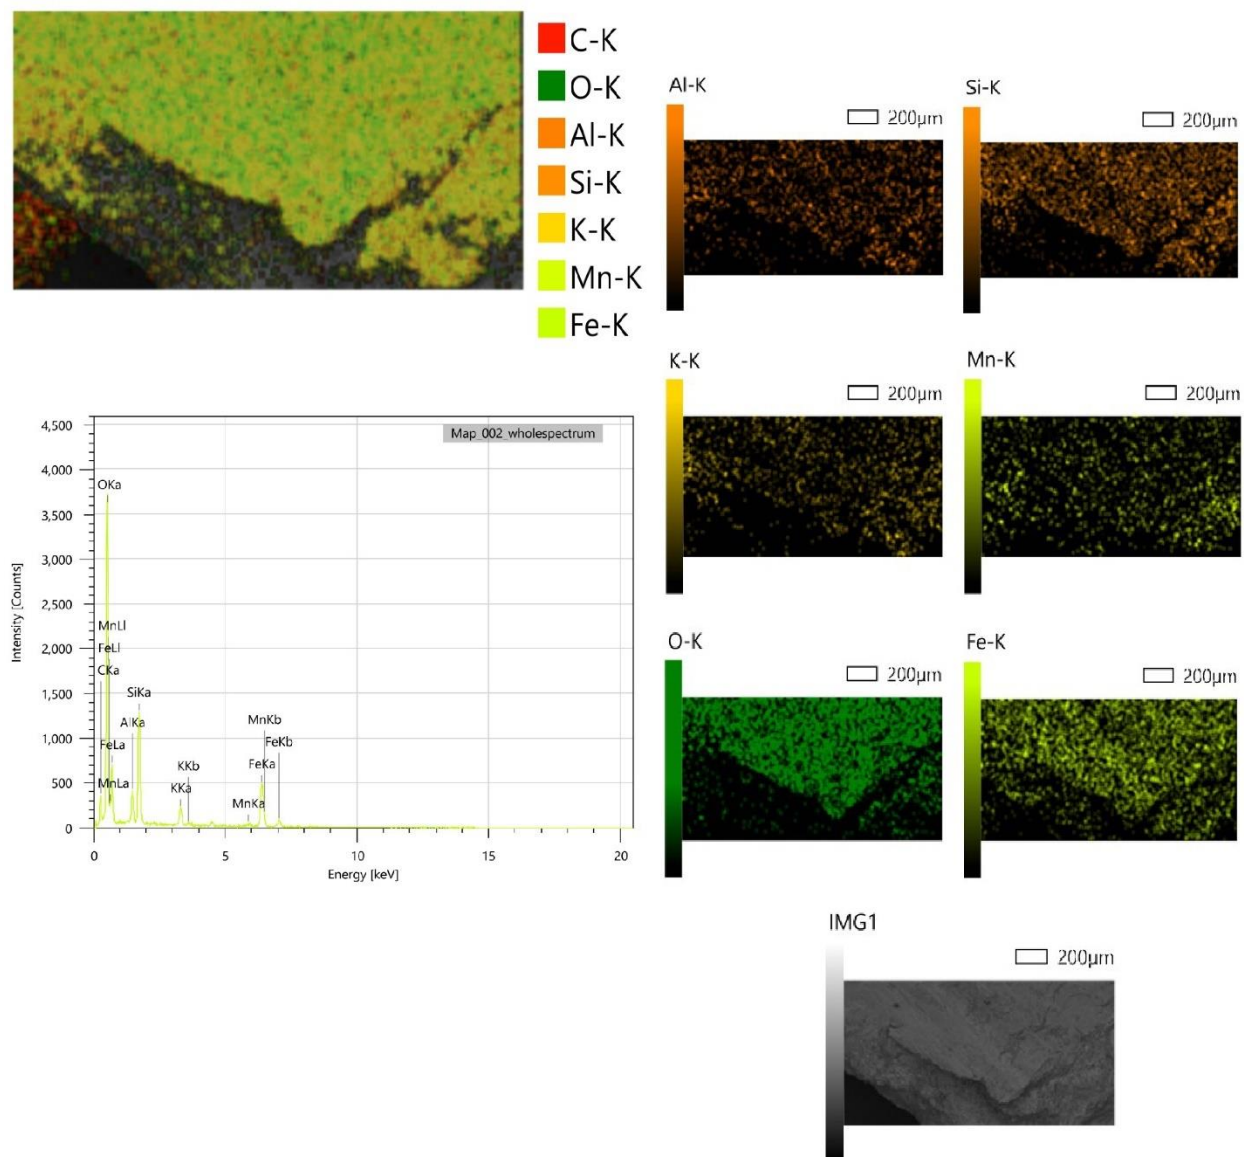 C-K
O-K
Al-K
Si-K
K-K
Mn-K
Fe-K
Al-K
200µm
Si-K
200µm
K-K
200µm
Mn-K
200µm
O-K
200µm
Fe-K
200µm
IMG1
200µm
Map_002_wholespectrum
Intensity [Counts]
4,500
4,000
3,500
3,000
2,500
2,000
1,500
1,000
500
0
OKa
MnLl
FeLl
CKa
SiKa
AlKa
FeLa
MnLa
KKb
KKa
MnKb
FeKb
FeKa
MnKa
0 5 10 15 20
Energy [keV]